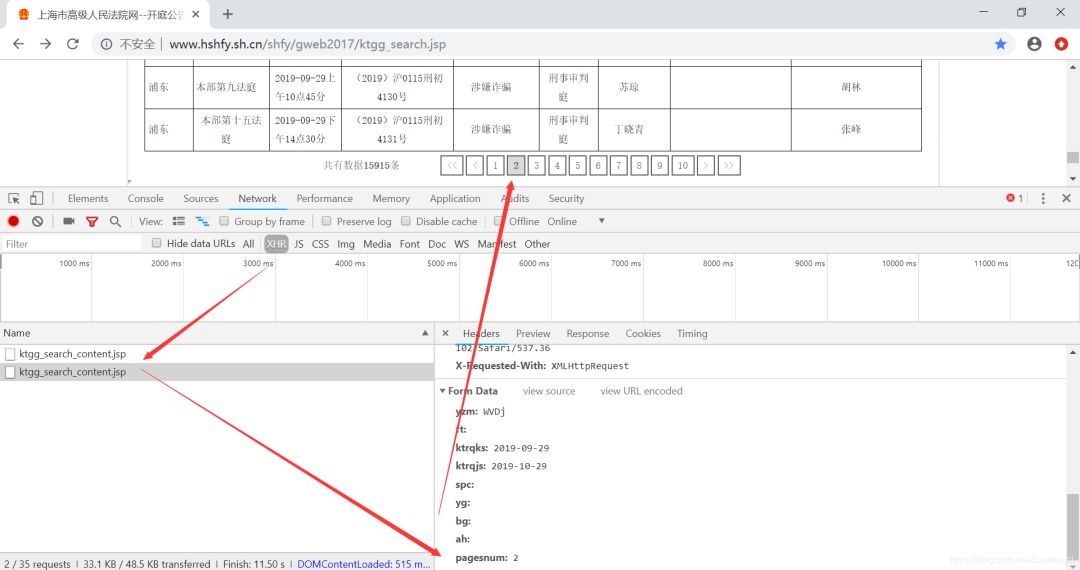 上海市高级人民法院网--开庭公告
不安全 www.hshfy.sh.cn/shfy/gweb2017/ktgg_search.jsp
浦东 本部第九法庭 2019-09-29上午10点45分 （2019）沪0115刑初4130号 涉嫌诈骗 刑事审判庭 苏琼 胡林
浦东 本部第十五法庭 2019-09-29下午14点30分 （2019）沪0115刑初4131号 涉嫌诈骗 刑事审判庭 丁晓青 张峰
共有数据15915条 << < 1 2 3 4 5 6 7 8 9 10 > >>
Elements Console Sources Network Performance Memory Application Audits Security 1
View: Group by frame Preserve log Disable cache Offline Online
Filter Hide data URLs All XHR JS CSS Img Media Font Doc WS Manifest Other
1000 ms 2000 ms 3000 ms 4000 ms 5000 ms 6000 ms 7000 ms 8000 ms 9000 ms 10000 ms 11000 ms 120
Name
ktgg_search_content.jsp
ktgg_search_content.jsp
Headers Preview Response Cookies Timing
102 Safari/537.36
X-Requested-With: XMLHttpRequest
Form Data view source view URL encoded
yzm: WVDj
ft:
ktrqks: 2019-09-29
ktrqjs: 2019-10-29
spc:
yg:
bg:
ah:
pagesnum: 2
2 / 35 requests | 33.1 KB / 48.5 KB transferred | Finish: 11.50 s | DOMContentLoaded: 515 m...